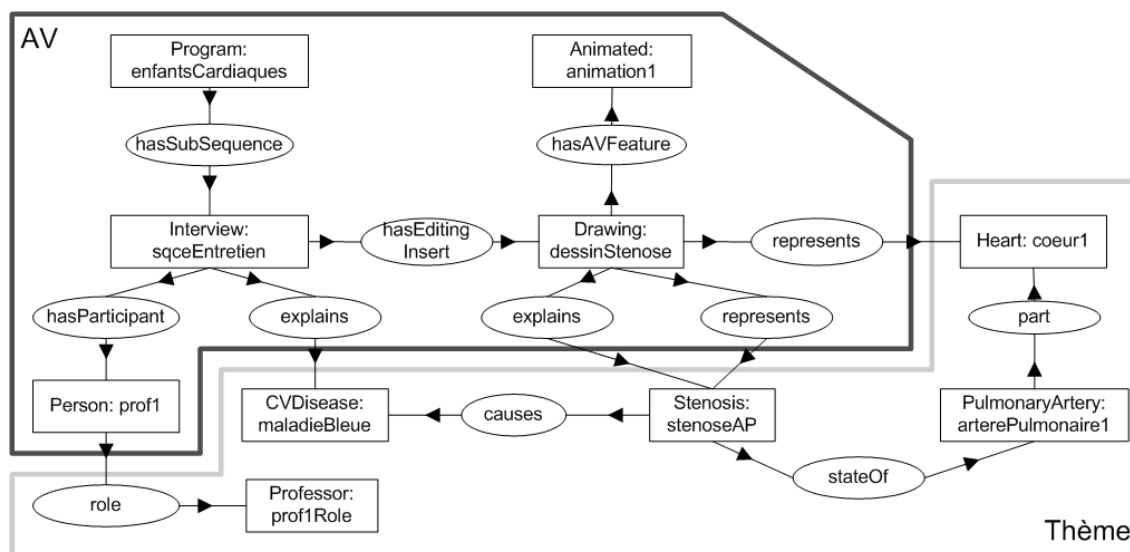 AV
Program:
enfantsCardiaques
Animated:
animation1
hasSubSequence
hasAVFeature
Interview:
sqceEntretien
hasEditing
Insert
Drawing:
dessinStenose
represents
Heart: coeur1
hasParticipant
explains
explains
represents
part
Person: prof1
CVDisease:
maladieBleue
causes
Stenosis:
stenoseAP
PulmonaryArtery:
arterePulmonaire1
stateOf
role
Professor:
prof1Role
Thème